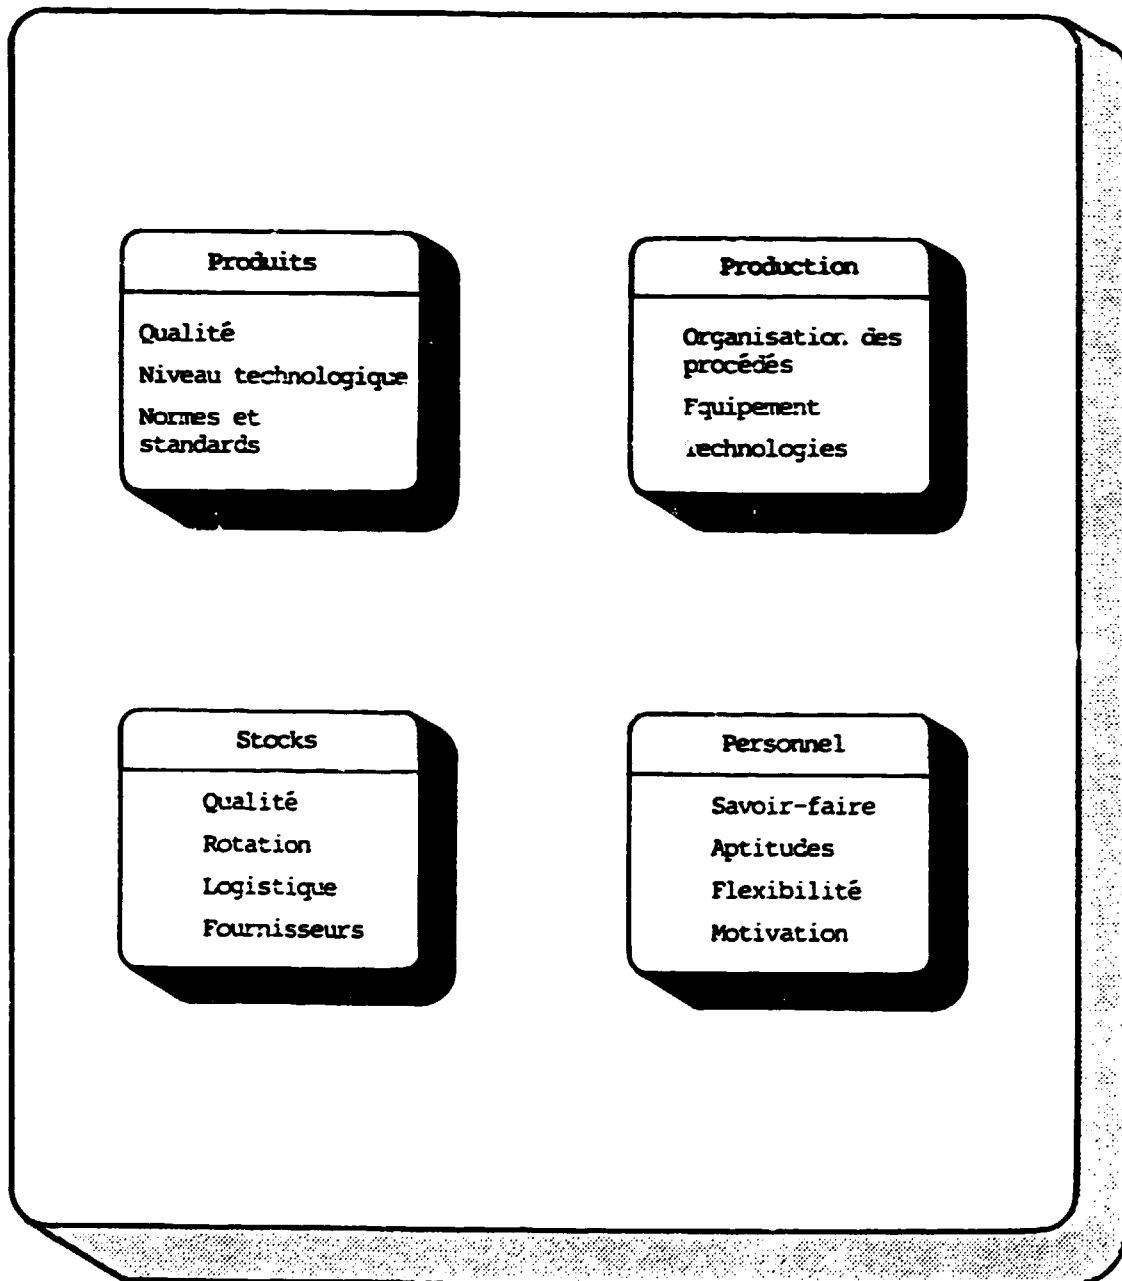 Produits
Qualité
Niveau technologique
Normes et
standards
Production
Organisation des
procédés
Equipement
Technologies
Stocks
Qualité
Rotation
Logistique
Fournisseurs
Personnel
Savoir-faire
Aptitudes
Flexibilité
Motivation